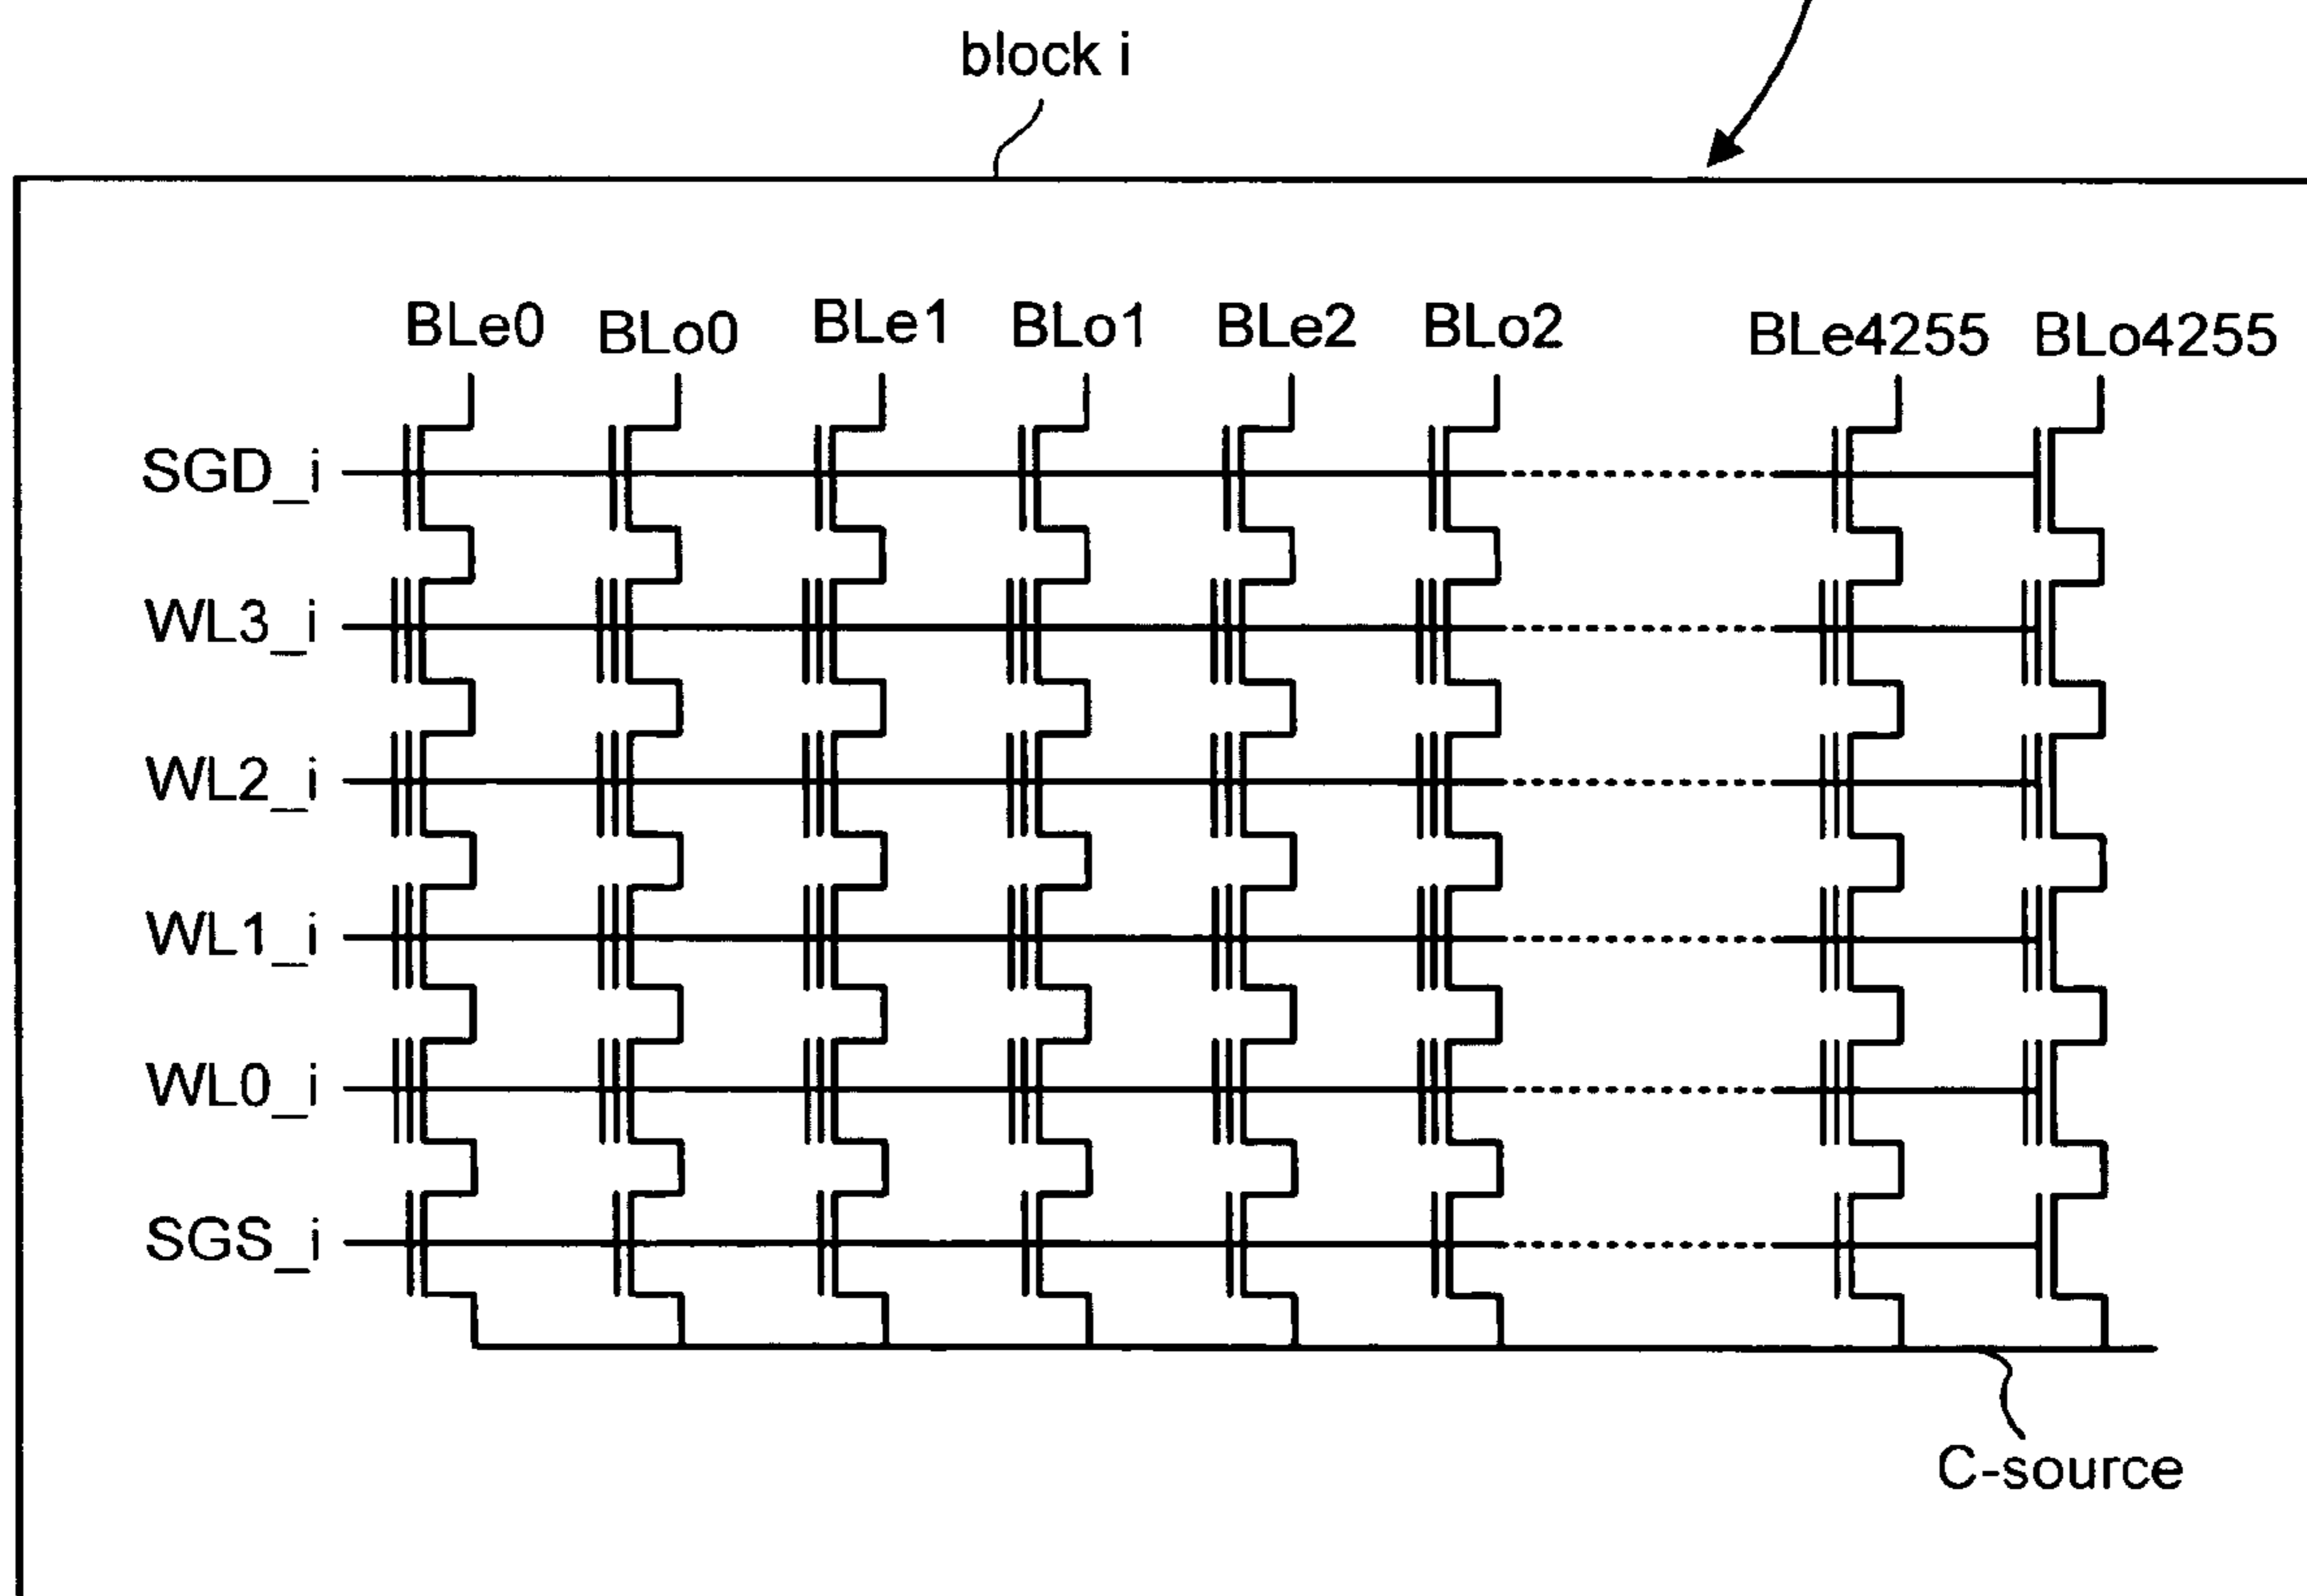 block i
BLe0 BLo0 BLe1 BLo1 BLe2 BLo2 BLe4255 BLo4255
SGD_i
WL3_i
WL2_i
WL1_i
WL0_i
SGS_i
C-source